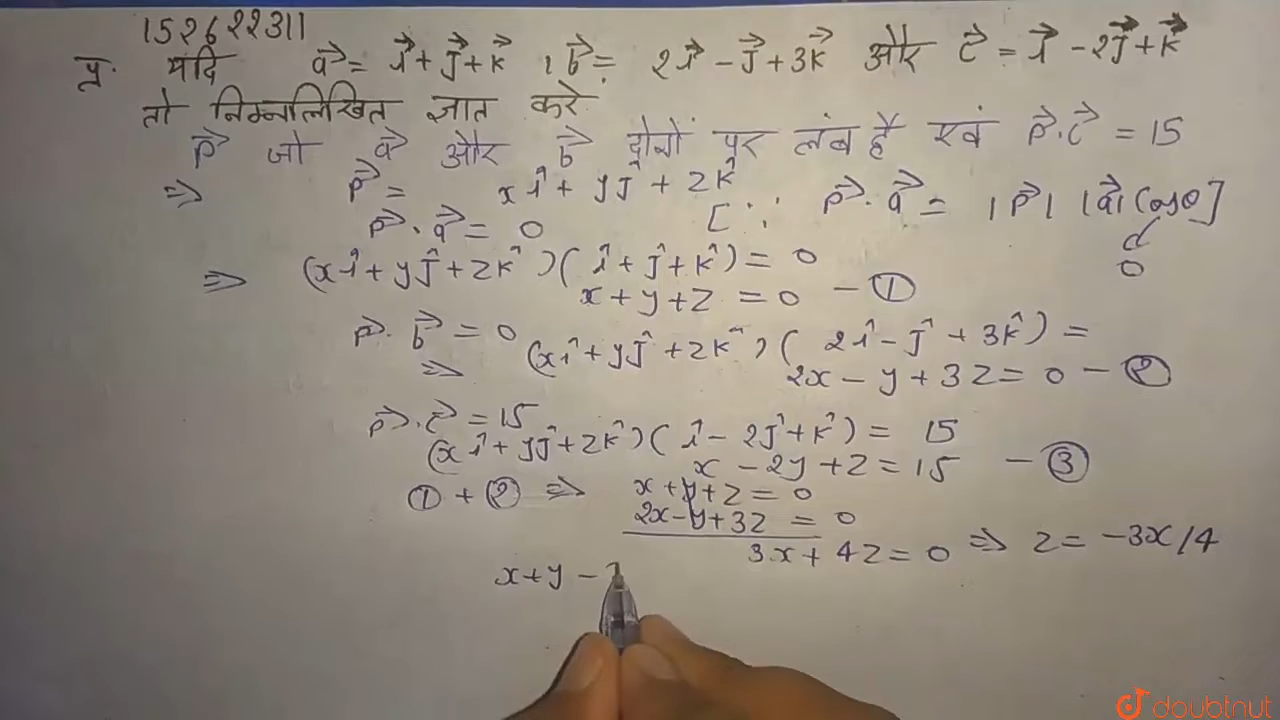 152622311
प्र. यदि a⃗ = i⃗ + j⃗ + k⃗ , b⃗ = 2i⃗ - j⃗ + 3k⃗ और c⃗ = i⃗ - 2j⃗ + k⃗
तो निम्नलिखित ज्ञात करें
p⃗ जो a⃗ और b⃗ दोनों पर लंब है एवं p⃗.c⃗ = 15
⇒ p⃗ = xî + yĵ + zk̂
p⃗.a⃗ = 0 [∵ p⃗.a⃗ = |p⃗| |a⃗| cosθ]
↓
0
⇒ (xî + yĵ + zk̂)(î + ĵ + k̂) = 0
x + y + z = 0 - ①
p⃗. b⃗ = 0
⇒ (xî + yĵ + zk̂)(2î - ĵ + 3k̂) =
2x - y + 3z = 0 - ②
p⃗.c⃗ = 15
(xî + yĵ + zk̂)(î - 2ĵ + k̂) = 15
x - 2y + z = 15 - ③
① + ② ⇒ x + y + z = 0
2x - y + 3z = 0
3x + 4z = 0 ⇒ z = -3x/4
x + y -
doubtnut